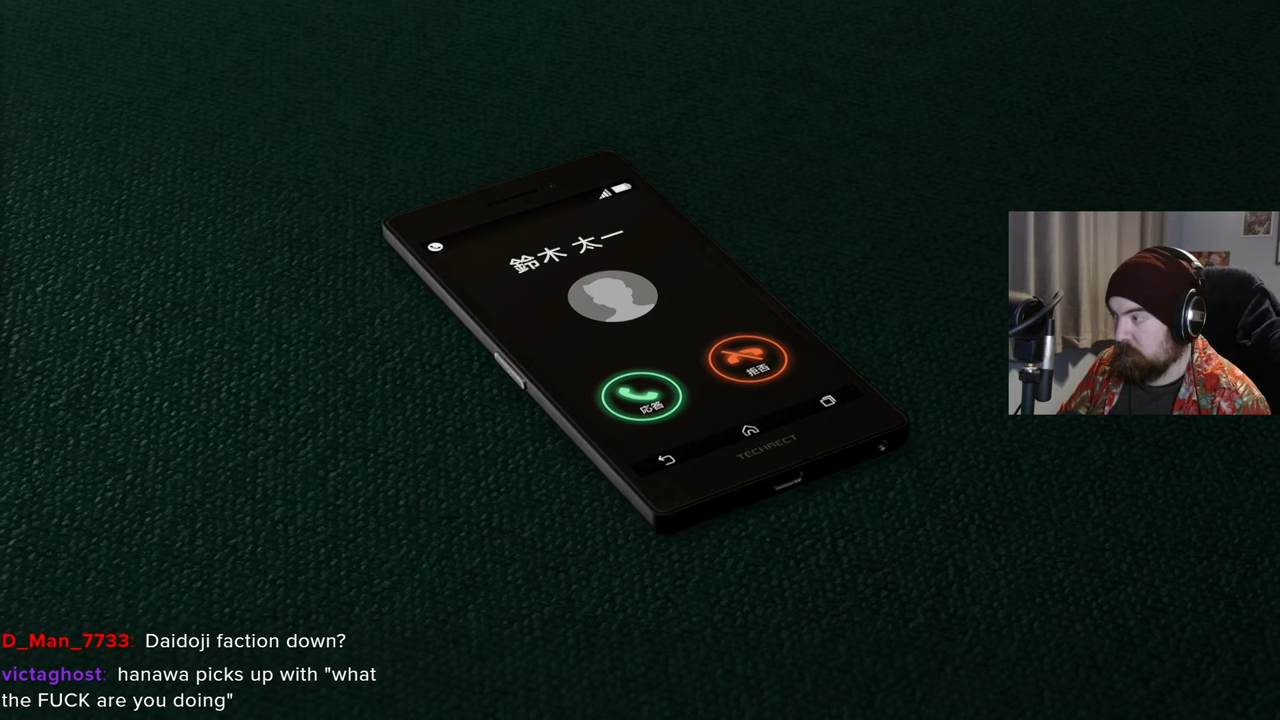 鈴木 太一
拒否
応答
TECHRECT
D_Man_7733: Daidoji faction down?
victaghost: hanawa picks up with "what
the FUCK are you doing"